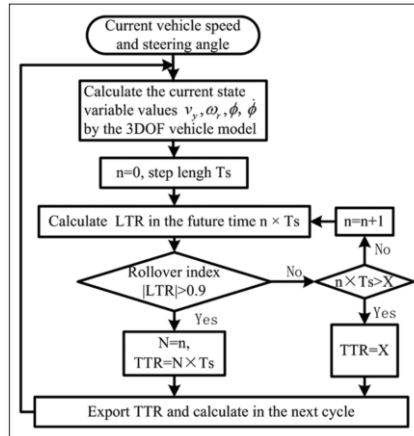 Current vehicle speed
and steering angle
Calculate the current state
variable values v_y, ω_r, ϕ, ϕ̇
by the 3DOF vehicle model
n=0, step lengh Ts
Calculate LTR in the future time n × Ts
n=n+1
No
Rollover index
|LTR|>0.9
No
n×Ts>X
Yes
Yes
N=n,
TTR=N×Ts
TTR=X
Export TTR and calculate in the next cycle